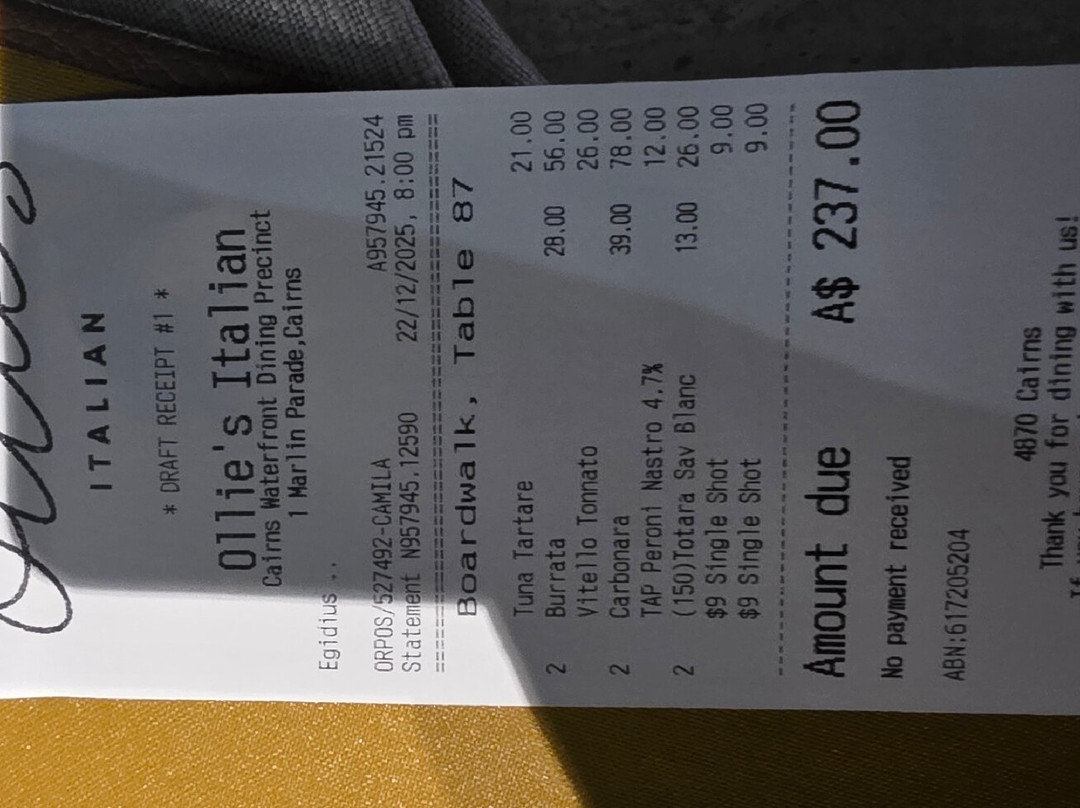 ITALIAN
* DRAFT RECEIPT #1 *
Ollie's Italian
Cairns Waterfront Dining Precinct
1 Marlin Parade,Cairns
Egidius ..
ORPOS/527492-CAMILA A957945.21524
Statement N957945.12590 22/12/2025, 8:00 pm
Boardwalk, Table 87
Tuna Tartare 21.00
2 Burrata 28.00 56.00
Vitello Tonnato 26.00
2 Carbonara 39.00 78.00
TAP Peroni Nastro 4.7% 12.00
2 (150)Totara Sav Blanc 13.00 26.00
$9 Single Shot 9.00
$9 Single Shot 9.00
Amount due A$ 237.00
No payment received
ABN:617205204
4870 Cairns
Thank you for dining with us!